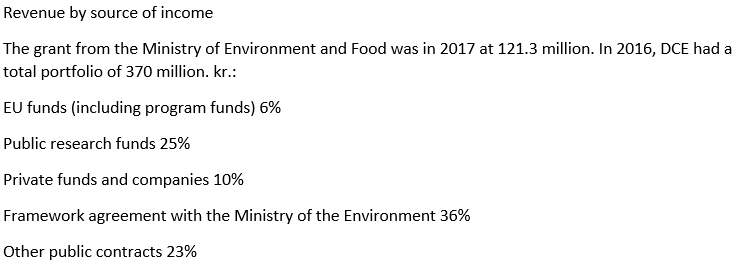 Revenue by source of income
The grant from the Ministry of Environment and Food was in 2017 at 121.3 million. In 2016, DCE had a
total portfolio of 370 million. kr.:
EU funds (including program funds) 6%
Public research funds 25%
Private funds and companies 10%
Framework agreement with the Ministry of the Environment 36%
Other public contracts 23%